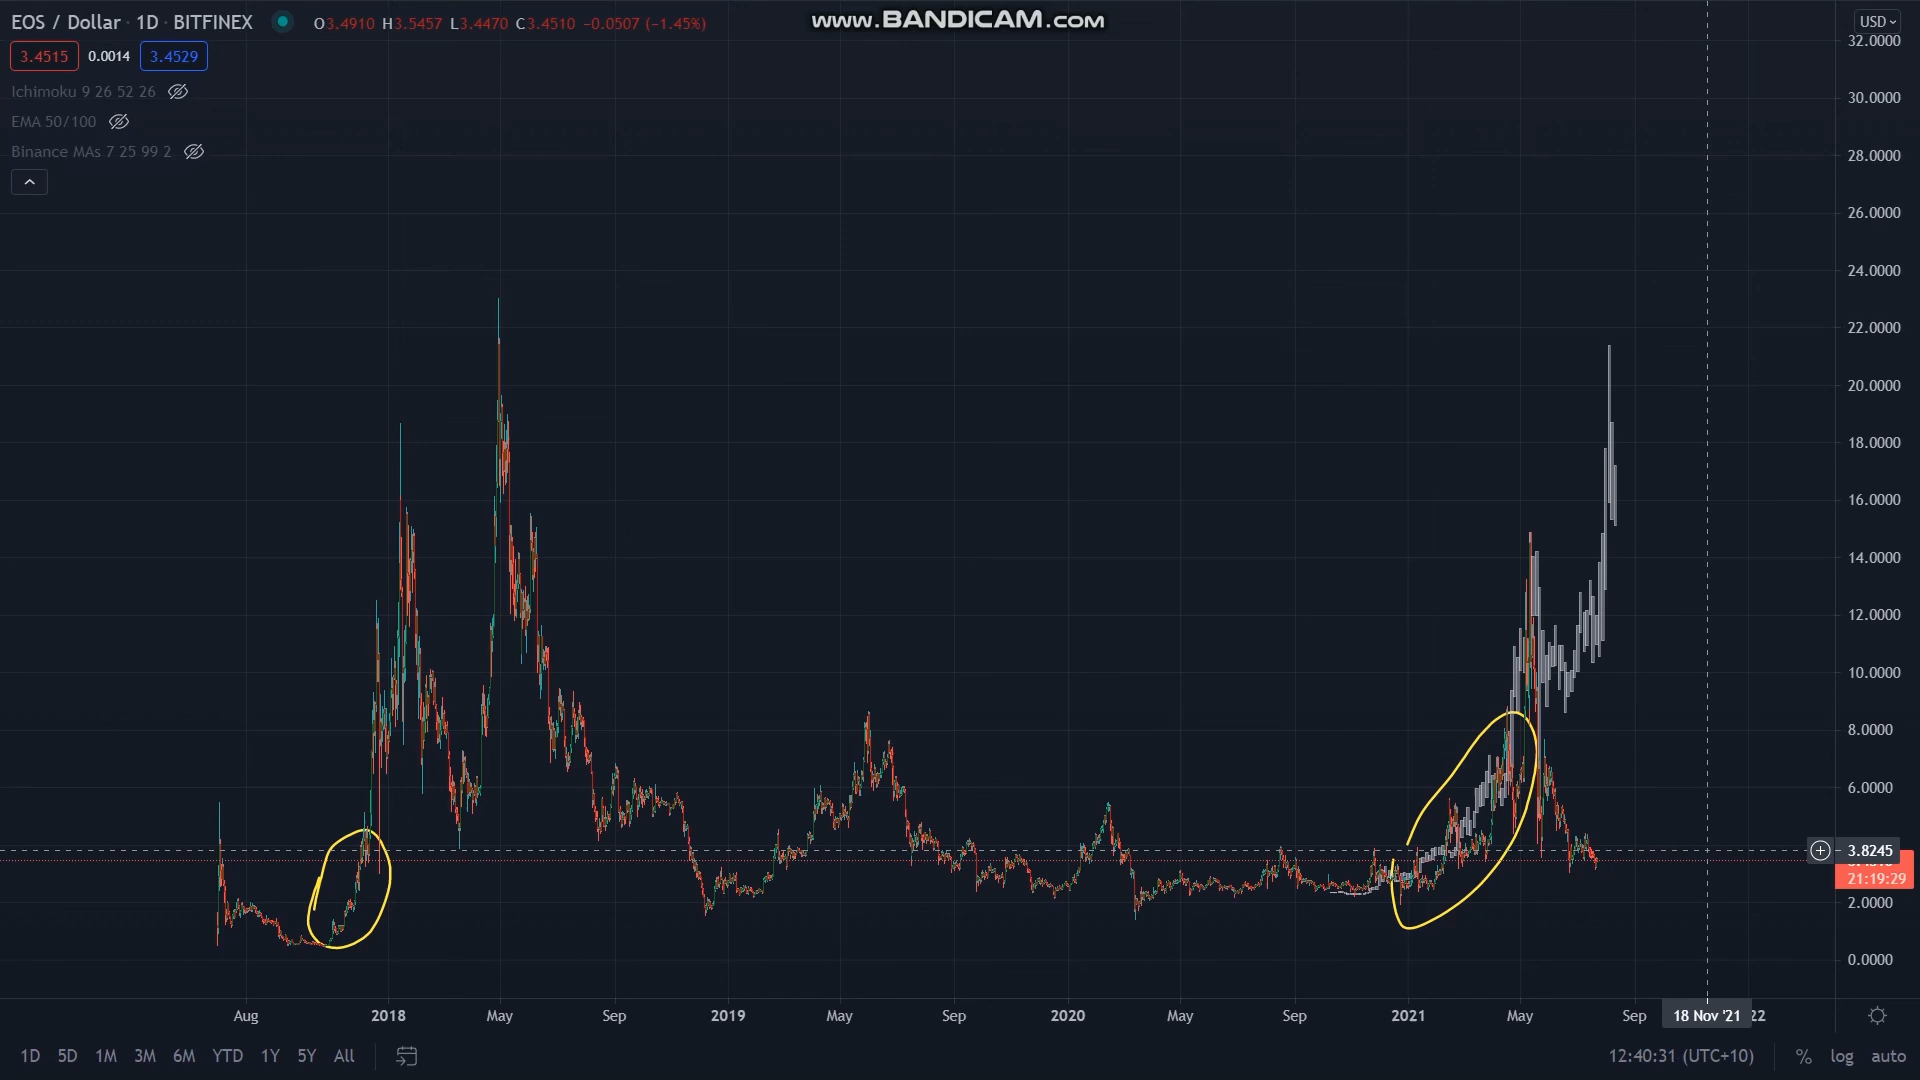 EOS / Dollar · 1D · BITFINEX O3.4910 H3.5457 L3.4470 C3.4510 −0.0507 (−1.45%)
www.BANDICAM.com
USD
3.4515 0.0014 3.4529
Ichimoku 9 26 52 26
EMA 50/100
Binance MAs 7 25 99 2
32.0000
30.0000
28.0000
26.0000
24.0000
22.0000
20.0000
18.0000
16.0000
14.0000
12.0000
10.0000
8.0000
6.0000
3.8245
21:19:29
2.0000
0.0000
Aug 2018 May Sep 2019 May Sep 2020 May Sep 2021 May Sep 18 Nov '21 22
1D 5D 1M 3M 6M YTD 1Y 5Y All 12:40:31 (UTC+10) % log auto